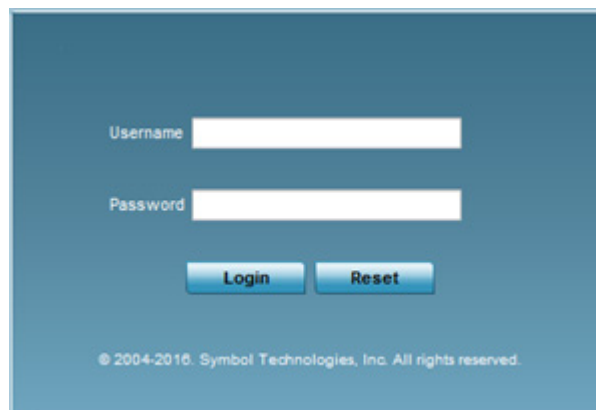 Username
Password
Login Reset
© 2004-2016. Symbol Technologies, Inc. All rights reserved.